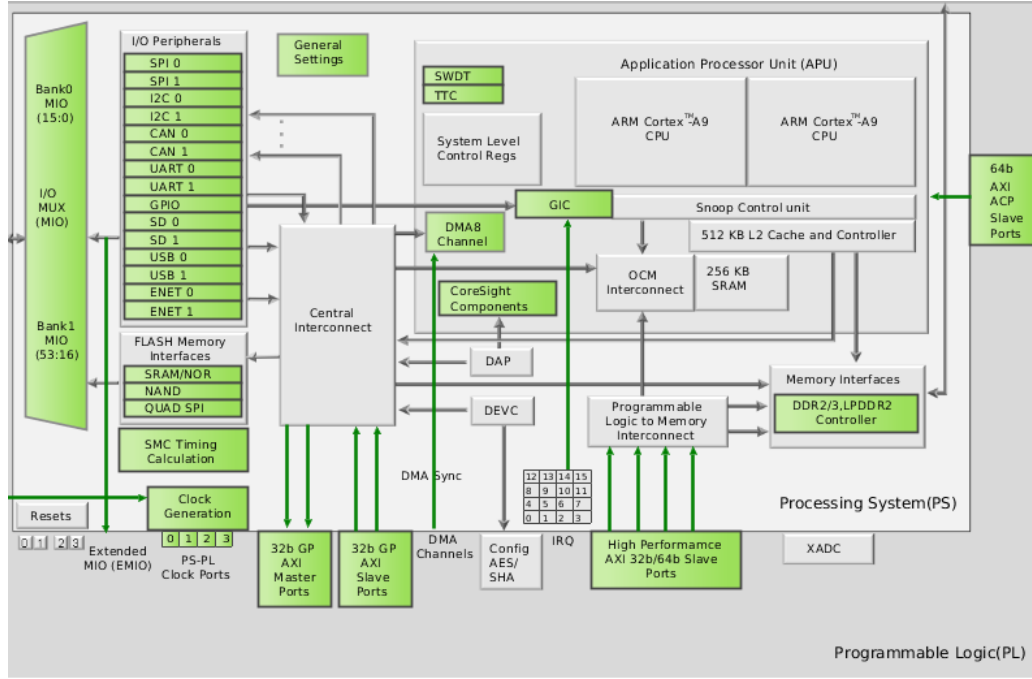 I/O Peripherals
SPI 0
SPI 1
I2C 0
I2C 1
CAN 0
CAN 1
UART 0
UART 1
GPIO
SD 0
SD 1
USB 0
USB 1
ENET 0
ENET 1
Bank0
MIO
(15:0)
I/O
MUX
(MIO)
Bank1
MIO
(53:16)
FLASH Memory
Interfaces
SRAM/NOR
NAND
QUAD SPI
SMC Timing
Calculation
General
Settings
Application Processor Unit (APU)
SWDT
TTC
System Level
Control Regs
ARM Cortex™-A9
CPU
ARM Cortex™-A9
CPU
GIC
Snoop Control unit
DMA8
Channel
512 KB L2 Cache and Controller
OCM
Interconnect
256 KB
SRAM
CoreSight
Components
Central
Interconnect
DAP
DEVC
Programmable
Logic to Memory
Interconnect
Memory Interfaces
DDR2/3,LPDDR2
Controller
64b
AXI
ACP
Slave
Ports
DMA Sync
12 13 14 15
8 9 10 11
4 5 6 7
0 1 2 3
Processing System(PS)
Clock
Generation
Resets
0 1 2 3
0 1 2 3
Extended
MIO (EMIO)
PS-PL
Clock Ports
32b GP
AXI
Master
Ports
32b GP
AXI
Slave
Ports
DMA
Channels
Config
AES/
SHA
IRQ
High Performamce
AXI 32b/64b Slave
Ports
XADC
Programmable Logic(PL)